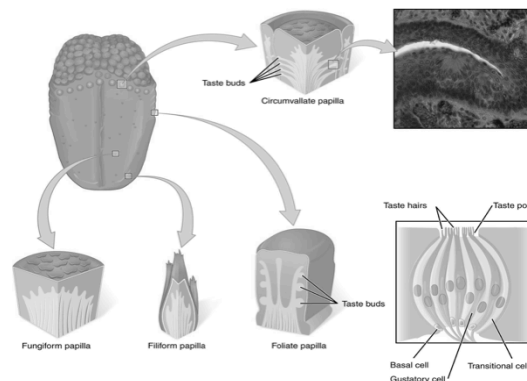 Taste buds
Circumvallate papilla
Taste hairs
Taste po
Taste buds
Fungiform papilla
Filiform papilla
Foliate papilla
Basal cell
Transitional cel
Gustatory cell